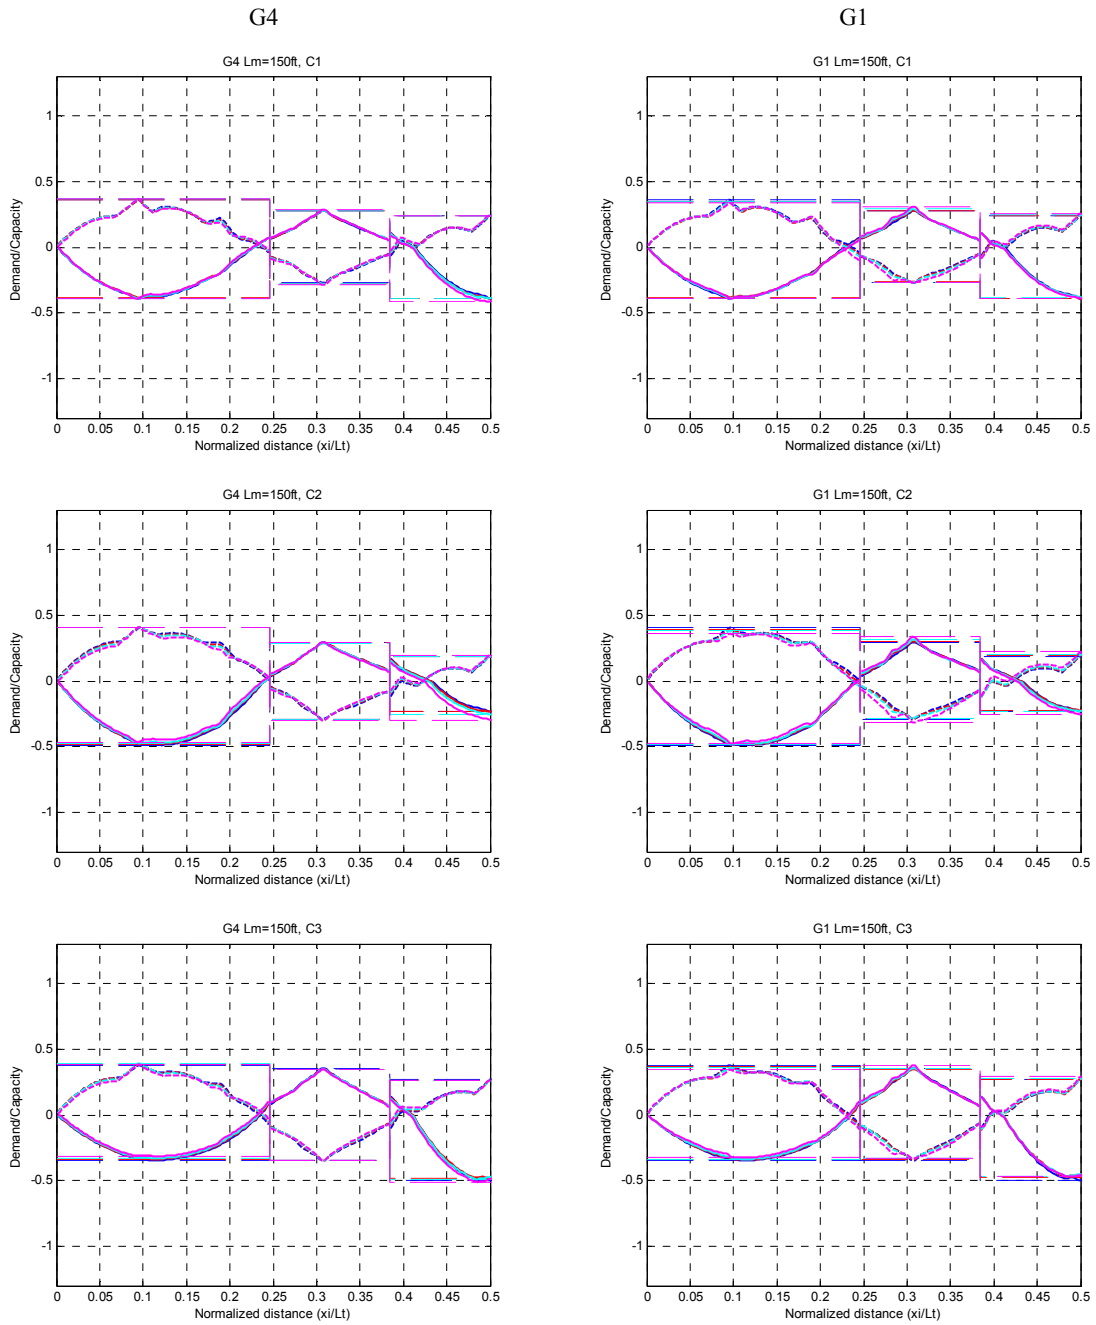 G4 G1
G4 Lm=150ft, C1
Demand/Capacity
1
0.5
0
-0.5
-1
0 0.05 0.1 0.15 0.2 0.25 0.3 0.35 0.4 0.45 0.5
Normalized distance (xi/Lt)
G1 Lm=150ft, C1
Demand/Capacity
1
0.5
0
-0.5
-1
0 0.05 0.1 0.15 0.2 0.25 0.3 0.35 0.4 0.45 0.5
Normalized distance (xi/Lt)
G4 Lm=150ft, C2
Demand/Capacity
1
0.5
0
-0.5
-1
0 0.05 0.1 0.15 0.2 0.25 0.3 0.35 0.4 0.45 0.5
Normalized distance (xi/Lt)
G1 Lm=150ft, C2
Demand/Capacity
1
0.5
0
-0.5
-1
0 0.05 0.1 0.15 0.2 0.25 0.3 0.35 0.4 0.45 0.5
Normalized distance (xi/Lt)
G4 Lm=150ft, C3
Demand/Capacity
1
0.5
0
-0.5
-1
0 0.05 0.1 0.15 0.2 0.25 0.3 0.35 0.4 0.45 0.5
Normalized distance (xi/Lt)
G1 Lm=150ft, C3
Demand/Capacity
1
0.5
0
-0.5
-1
0 0.05 0.1 0.15 0.2 0.25 0.3 0.35 0.4 0.45 0.5
Normalized distance (xi/Lt)